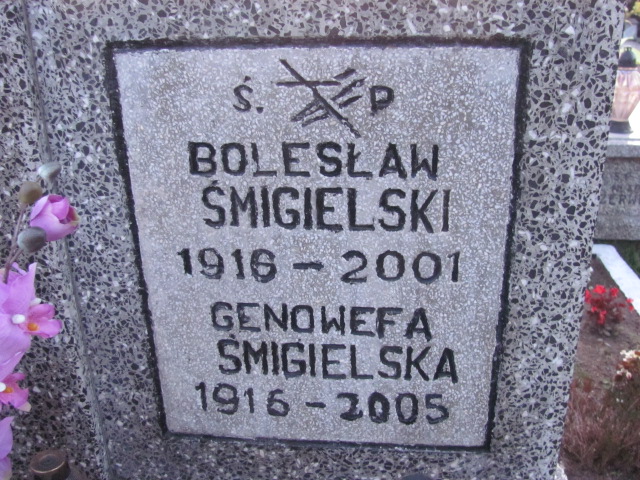 Ś. P
BOLESŁAW
ŚMIGIELSKI
1916 - 2001
GENOWEFA
ŚMIGIELSKA
1916 - 2005